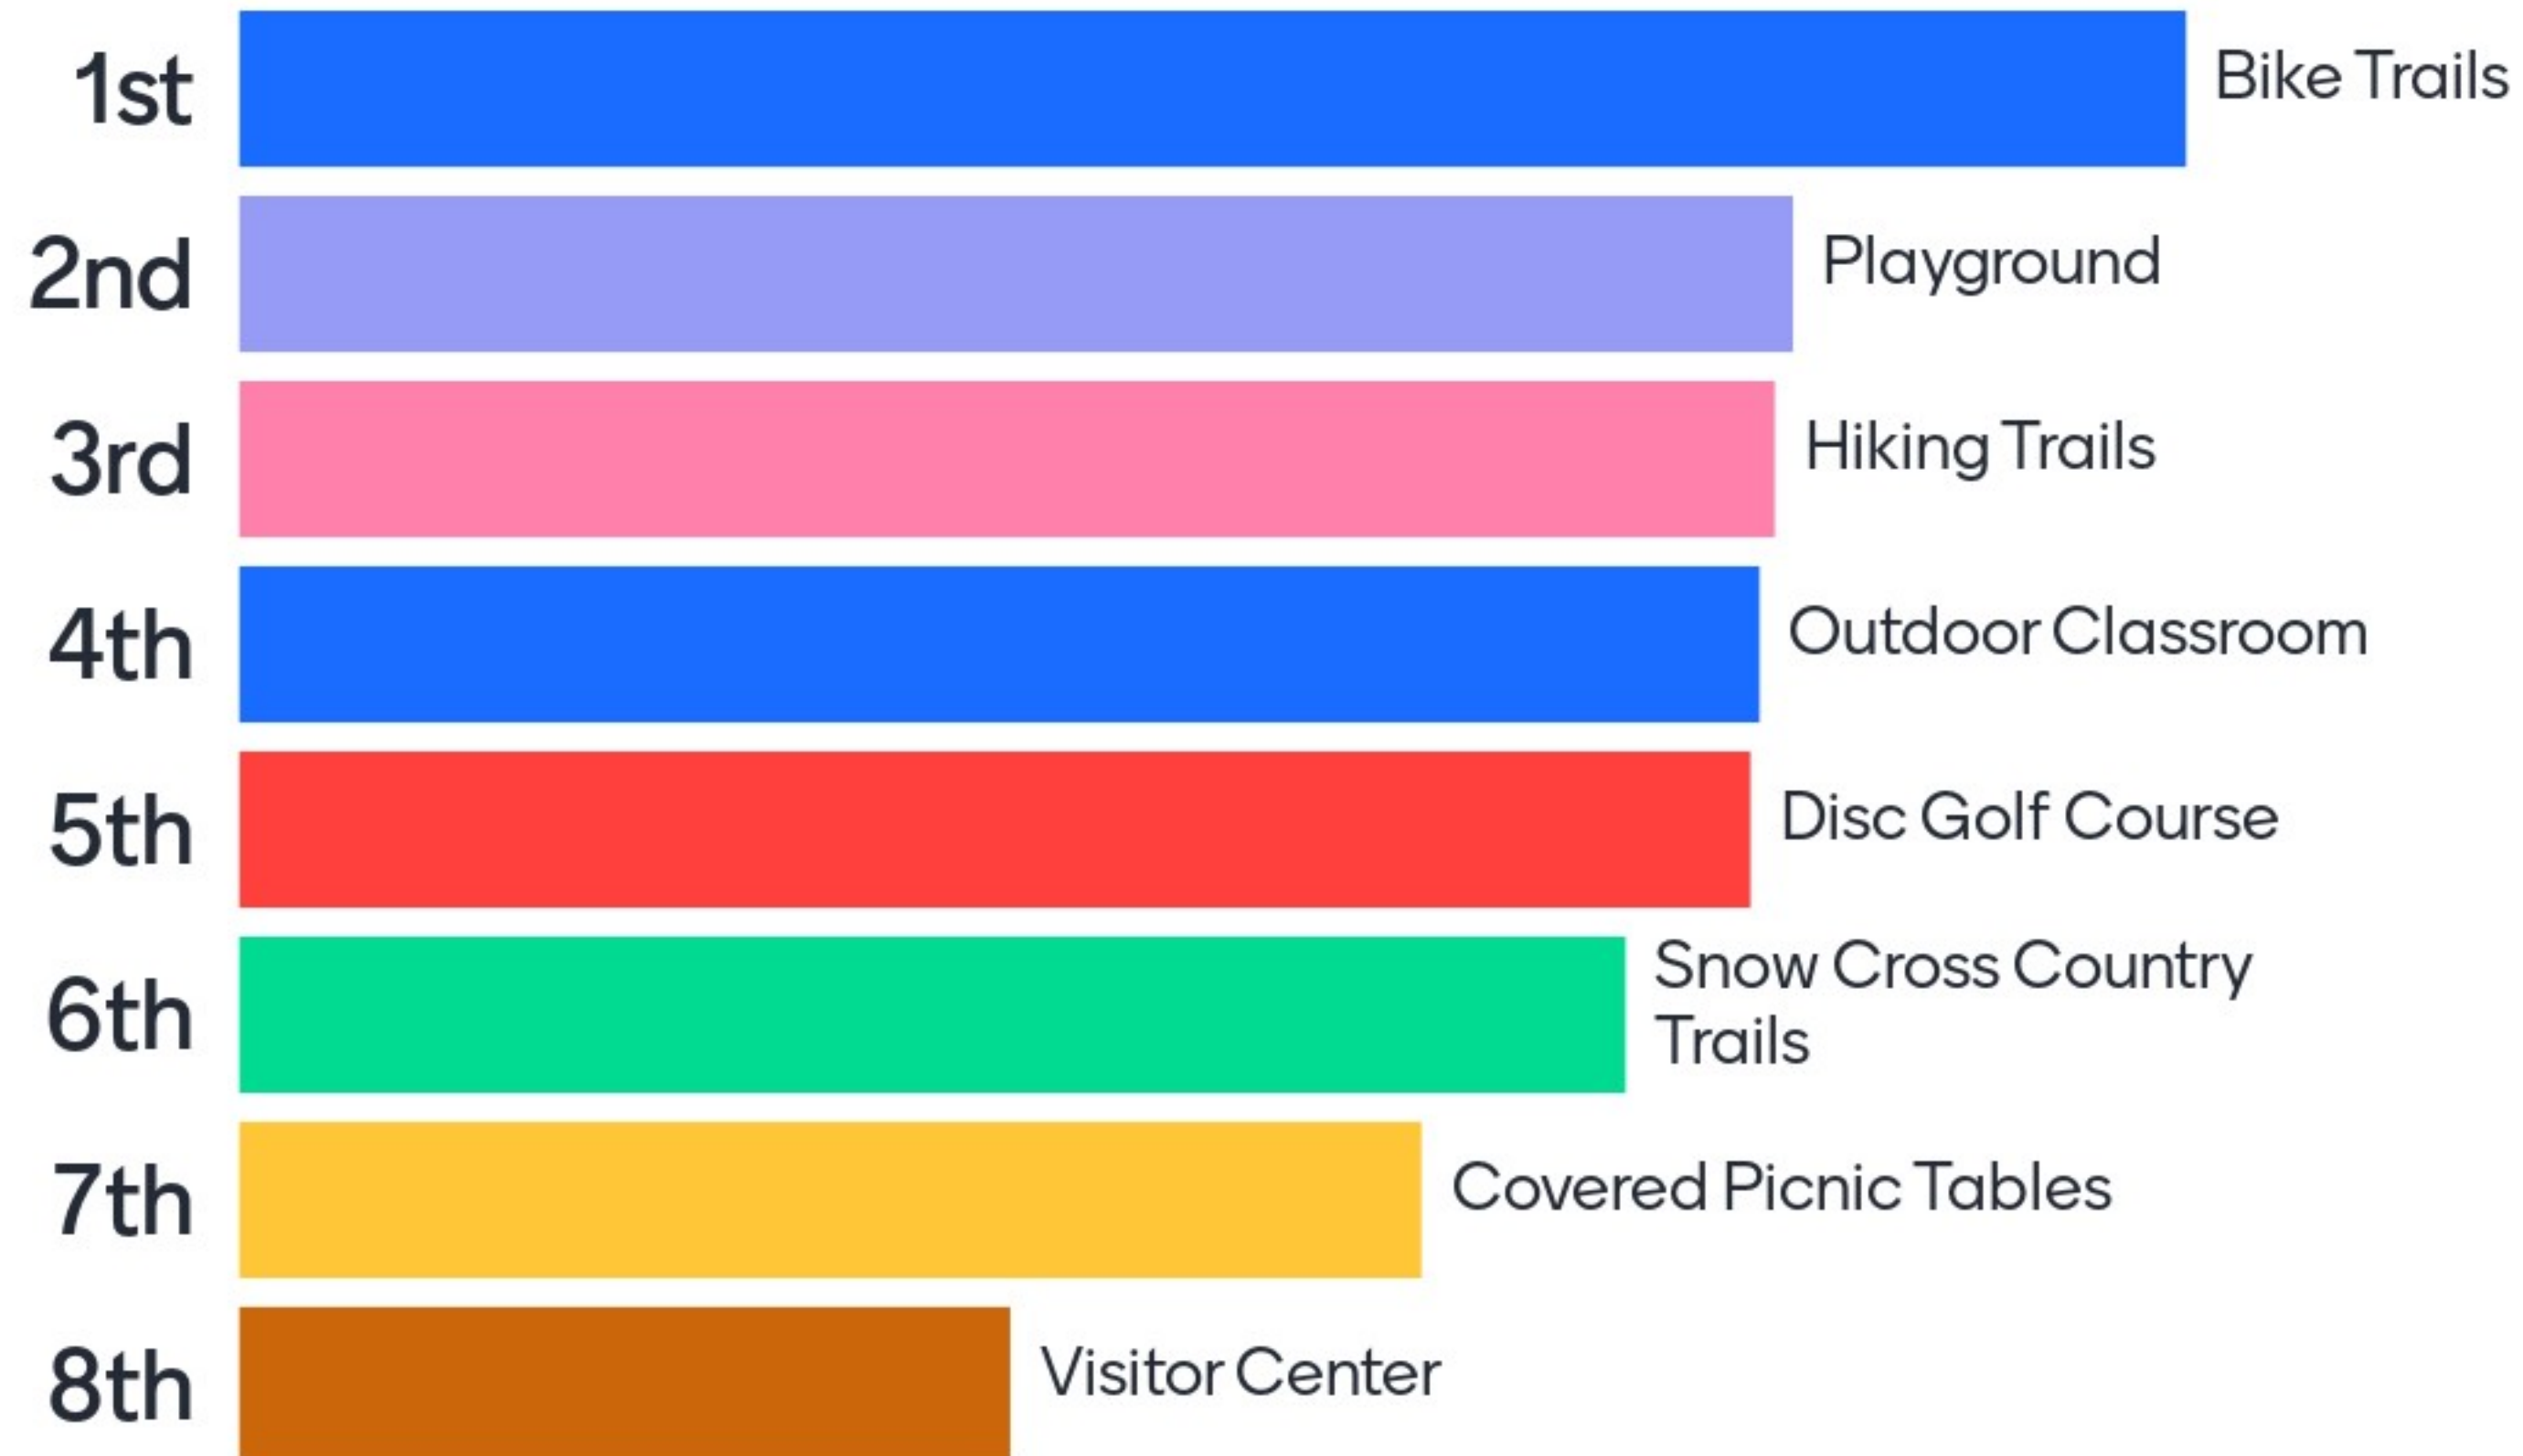 1st Bike Trails
2nd Playground
3rd Hiking Trails
4th Outdoor Classroom
5th Disc Golf Course
6th Snow Cross Country
Trails
7th Covered Picnic Tables
8th Visitor Center